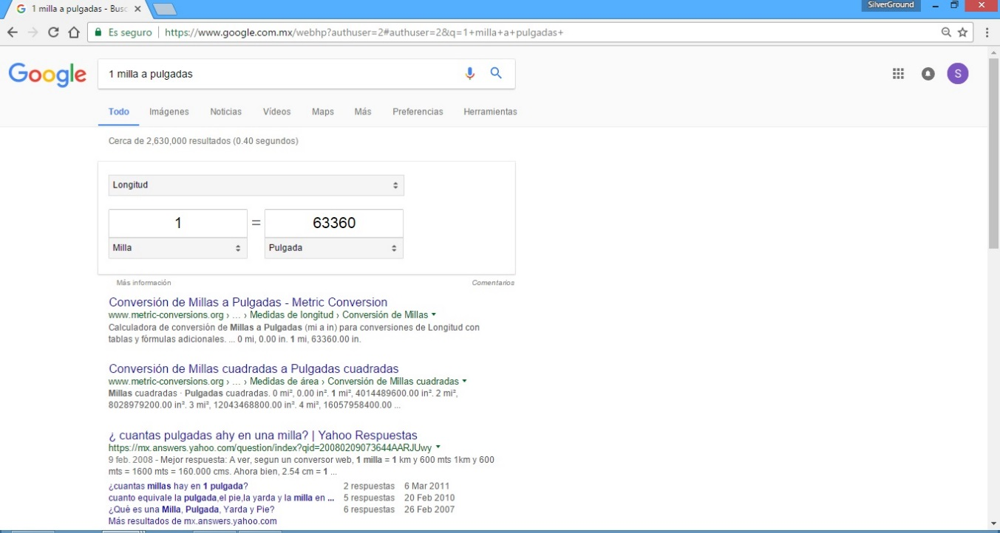 1 milla a pulgadas - Busc
SilverGround
Es seguro
https://www.google.com.mx/webhp?authuser=2#authuser=2&q=1+milla+a+pulgadas+
Google
1 milla a pulgadas
S
Todo Imágenes Noticias Vídeos Maps Más Preferencias Herramientas
Cerca de 2,630,000 resultados (0.40 segundos)
Longitud
1 = 63360
Milla Pulgada
Más información Comentarios
Conversión de Millas a Pulgadas - Metric Conversion
www.metric-conversions.org › ... › Medidas de longitud › Conversión de Millas
Calculadora de conversión de Millas a Pulgadas (mi a in) para conversiones de Longitud con
tablas y fórmulas adicionales. ... 0 mi, 0.00 in. 1 mi, 63360.00 in.
Conversión de Millas cuadradas a Pulgadas cuadradas
www.metric-conversions.org › ... › Medidas de área › Conversión de Millas cuadradas
Millas cuadradas · Pulgadas cuadradas. 0 mi², 0.00 in². 1 mi², 4014489600.00 in². 2 mi²,
8028979200.00 in². 3 mi², 12043468800.00 in². 4 mi², 16057958400.00 ...
¿ cuantas pulgadas ahy en una milla? | Yahoo Respuestas
https://mx.answers.yahoo.com/question/index?qid=20080209073644AARJUwy
9 feb. 2008 - Mejor respuesta: A ver, segun un conversor web, 1 milla = 1 km y 600 mts 1km y 600
mts = 1600 mts = 160.000 cms. Ahora bien, 2.54 cm = 1 ...
¿cuantas millas hay en 1 pulgada? 2 respuestas 6 Mar 2011
cuanto equivale la pulgada,el pie,la yarda y la milla en ... 5 respuestas 20 Feb 2010
¿Qué es una Milla, Pulgada, Yarda y Pie? 6 respuestas 26 Feb 2007
Más resultados de mx.answers.yahoo.com